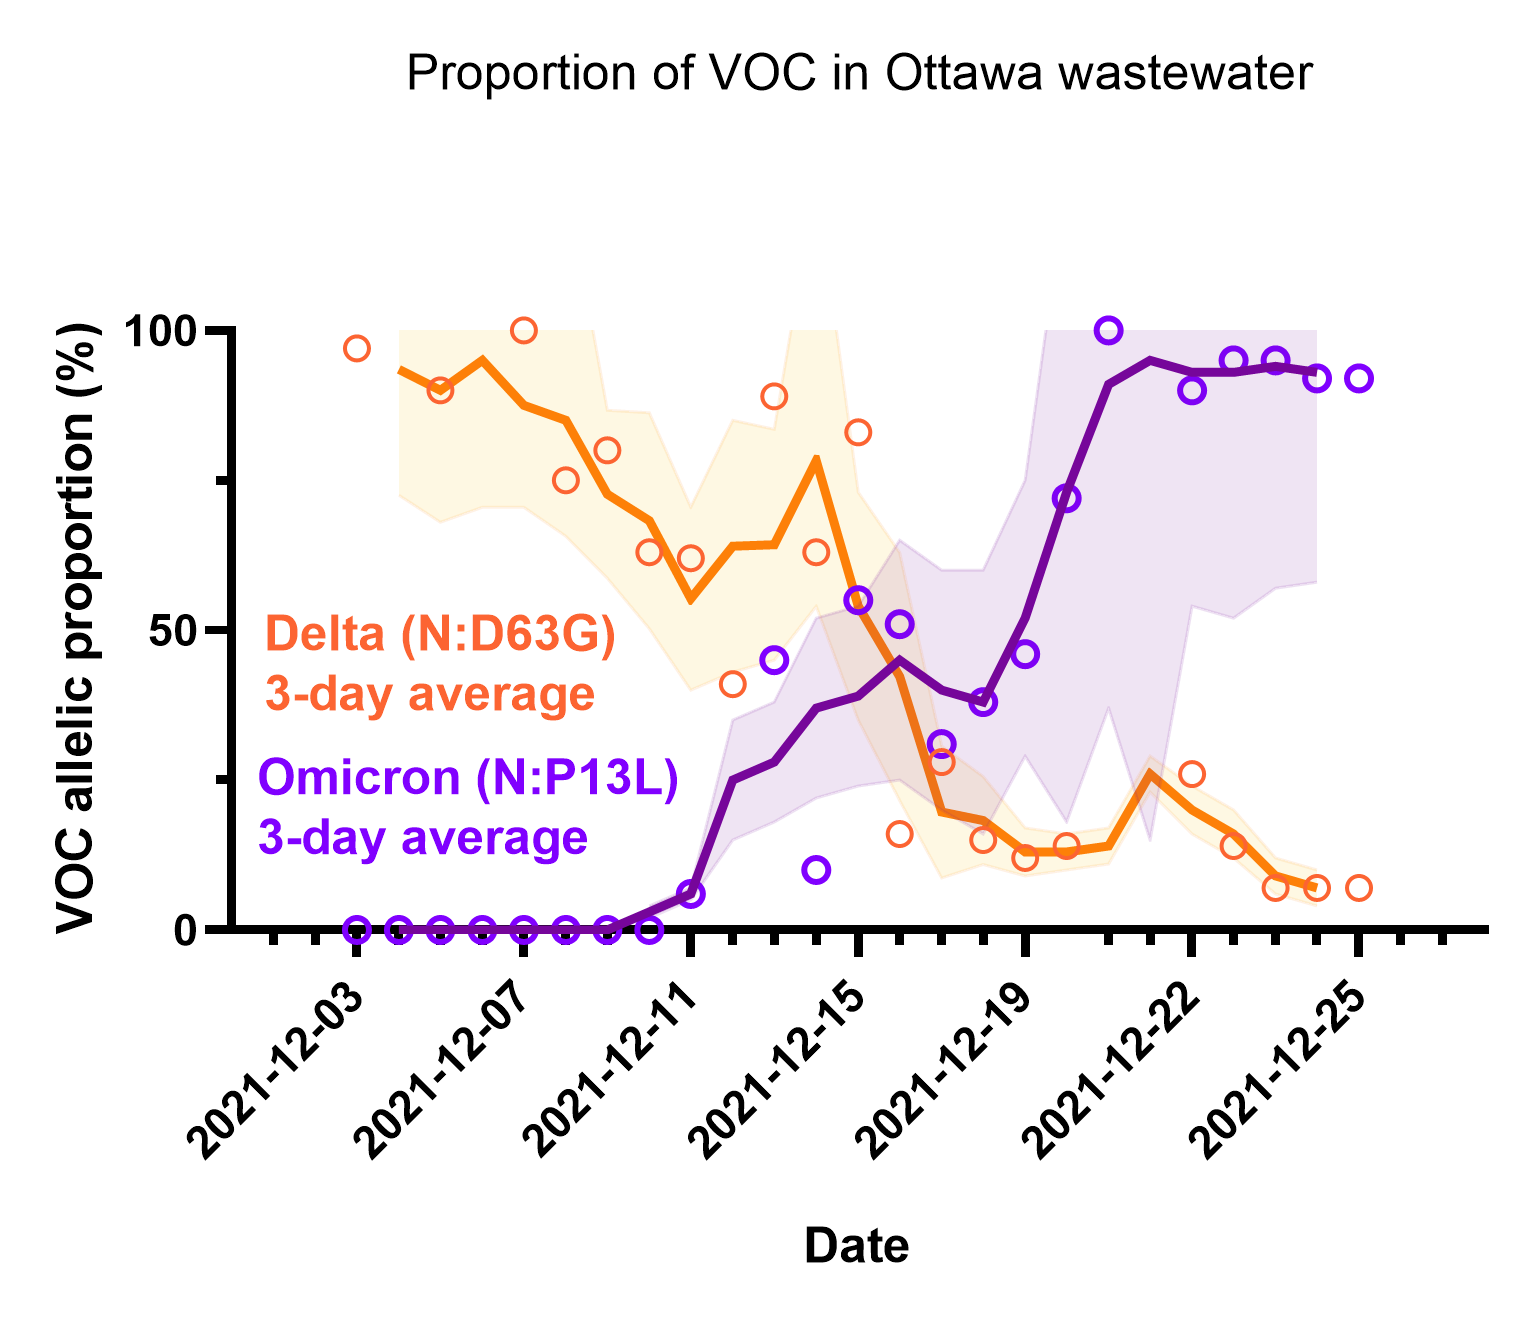 Proportion of VOC in Ottawa wastewater
VOC allelic proportion (%)
100
50
0
Delta (N:D63G)
3-day average
Omicron (N:P13L)
3-day average
2021-12-03
2021-12-07
2021-12-11
2021-12-15
2021-12-19
2021-12-22
2021-12-25
Date